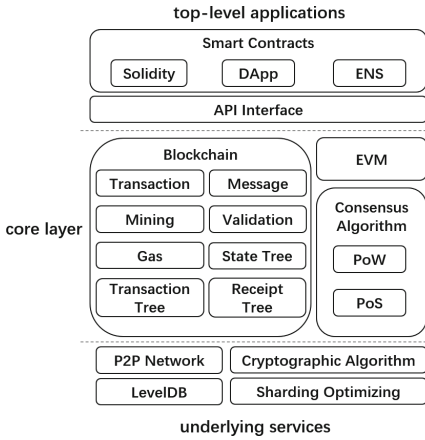 top-level applications
Smart Contracts
Solidity
DApp
ENS
API Interface
core layer
Blockchain
Transaction
Message
Mining
Validation
Gas
State Tree
Transaction
Tree
Receipt
Tree
EVM
Consensus
Algorithm
PoW
PoS
P2P Network
Cryptographic Algorithm
LevelDB
Sharding Optimizing
underlying services